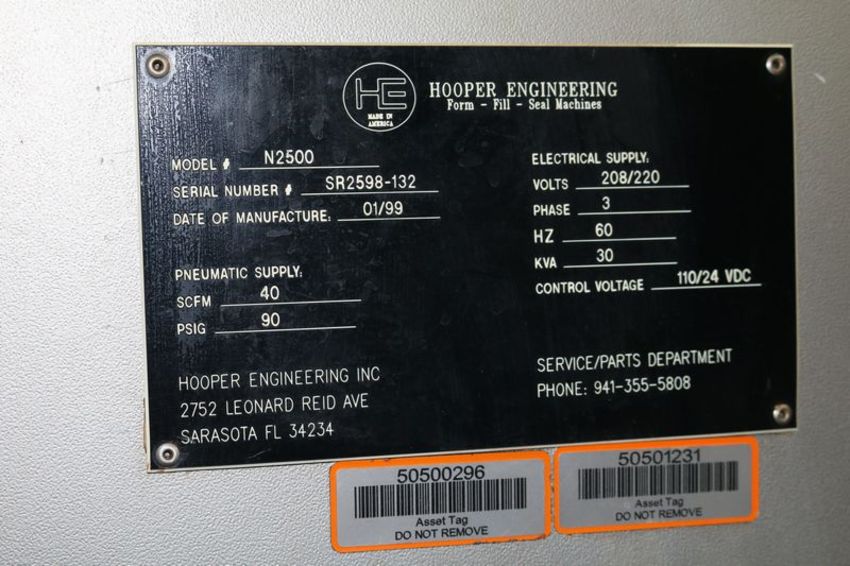 HE
MADE IN
AMERICA
HOOPER ENGINEERING
Form - Fill - Seal Machines
MODEL # N2500
SERIAL NUMBER # SR2598-132
DATE OF MANUFACTURE: 01/99
PNEUMATIC SUPPLY:
SCFM 40
PSIG 90
HOOPER ENGINEERING INC
2752 LEONARD REID AVE
SARASOTA FL 34234
ELECTRICAL SUPPLY:
VOLTS 208/220
PHASE 3
HZ 60
KVA 30
CONTROL VOLTAGE 110/24 VDC
SERVICE/PARTS DEPARTMENT
PHONE: 941-355-5808
50500296
Asset Tag
DO NOT REMOVE
50501231
Asset Tag
DO NOT REMOVE